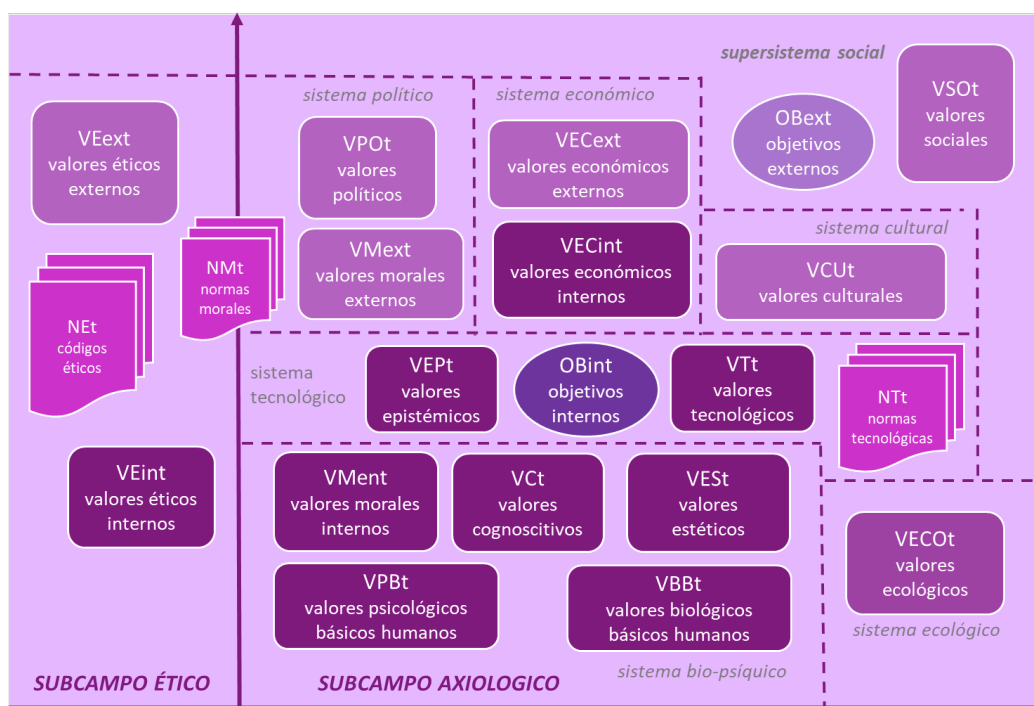 supersistema social
sistema político
sistema económico
VEext
valores éticos
externos
VPOt
valores
políticos
VECext
valores económicos
externos
OBext
objetivos
externos
VSOt
valores
sociales
NMt
normas
morales
VMext
valores morales
externos
VECint
valores económicos
internos
sistema cultural
VCUt
valores culturales
NEt
códigos
éticos
sistema
tecnológico
VEPt
valores
epistémicos
OBint
objetivos
internos
VTt
valores
tecnológicos
NTt
normas
tecnológicas
VEint
valores éticos
internos
VMent
valores morales
internos
VCt
valores
cognoscitivos
VESt
valores
estéticos
VECOt
valores
ecológicos
sistema ecológico
VPBt
valores psicológicos
básicos humanos
VBBt
valores biológicos
básicos humanos
sistema bio-psíquico
SUBCAMPO ÉTICO
SUBCAMPO AXIOLOGICO